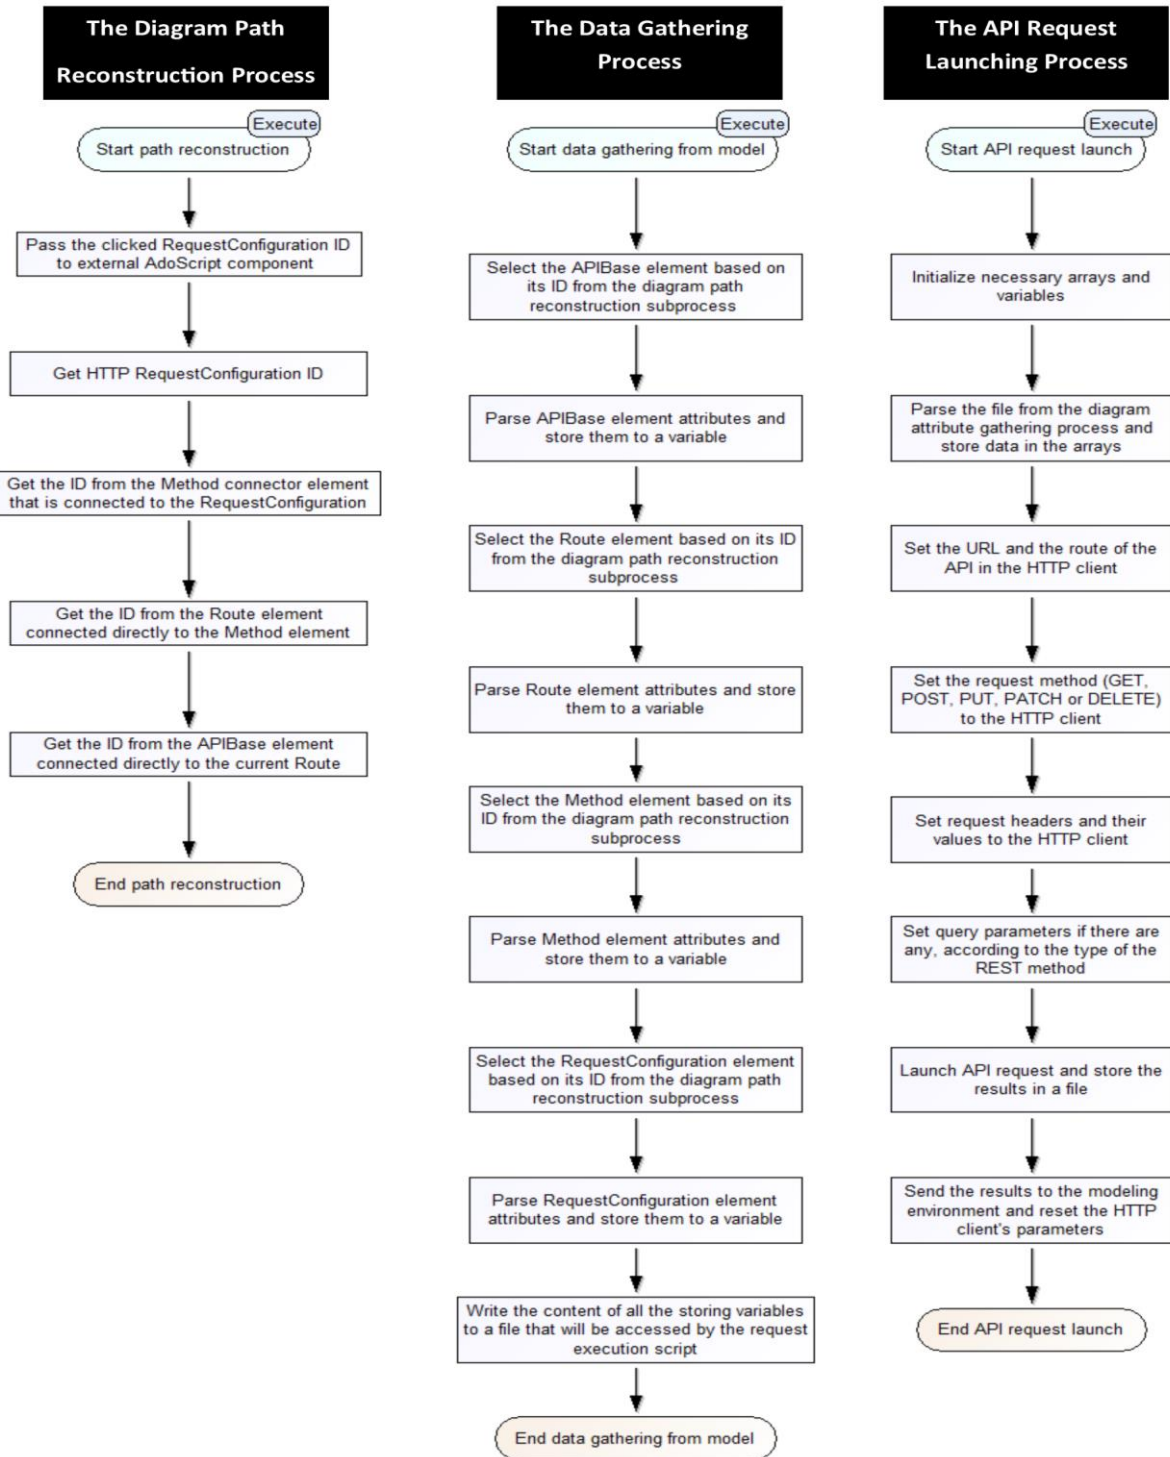 The Diagram Path
Reconstruction Process
Execute
Start path reconstruction
Pass the clicked RequestConfiguration ID
to external AdoScript component
Get HTTP RequestConfiguration ID
Get the ID from the Method connector element
that is connected to the RequestConfiguration
Get the ID from the Route element
connected directly to the Method element
Get the ID from the APIBase element
connected directly to the current Route
End path reconstruction
The Data Gathering
Process
Execute
Start data gathering from model
Select the APIBase element based on
its ID from the diagram path
reconstruction subprocess
Parse APIBase element attributes and
store them to a variable
Select the Route element based on its ID
from the diagram path reconstruction
subprocess
Parse Route element attributes and store
them to a variable
Select the Method element based on its
ID from the diagram path reconstruction
subprocess
Parse Method element attributes and
store them to a variable
Select the RequestConfiguration element
based on its ID from the diagram path
reconstruction subprocess
Parse RequestConfiguration element
attributes and store them to a variable
Write the content of all the storing variables
to a file that will be accessed by the request
execution script
End data gathering from model
The API Request
Launching Process
Execute
Start API request launch
Initialize necessary arrays and
variables
Parse the file from the diagram
attribute gathering process and
store data in the arrays
Set the URL and the route of the
API in the HTTP client
Set the request method (GET,
POST, PUT, PATCH or DELETE)
to the HTTP client
Set request headers and their
values to the HTTP client
Set query parameters if there are
any, according to the type of the
REST method
Launch API request and store the
results in a file
Send the results to the modeling
environment and reset the HTTP
client's parameters
End API request launch